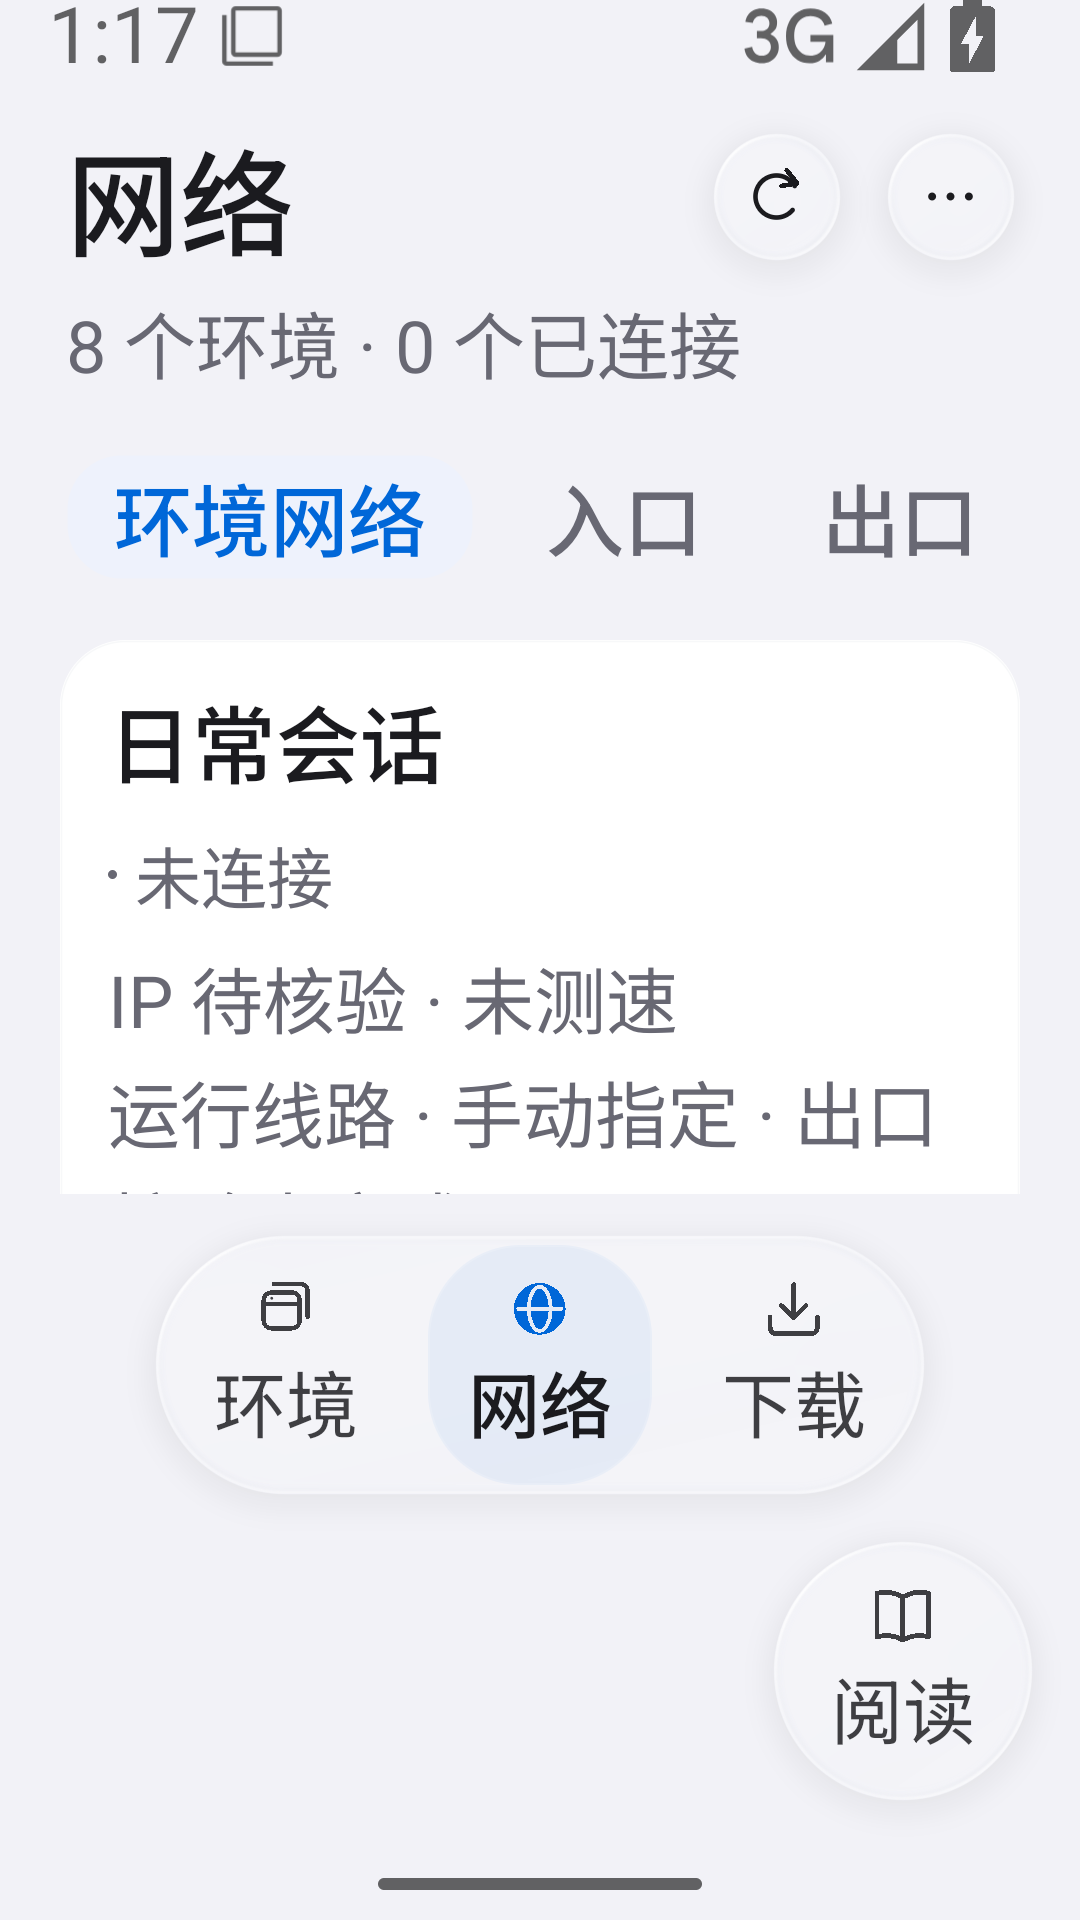 1:17 3G
网络
8 个环境 · 0 个已连接
环境网络 入口 出口
日常会话
· 未连接
IP 待核验 · 未测速
运行线路 · 手动指定 · 出口
环境 网络 下载
阅读